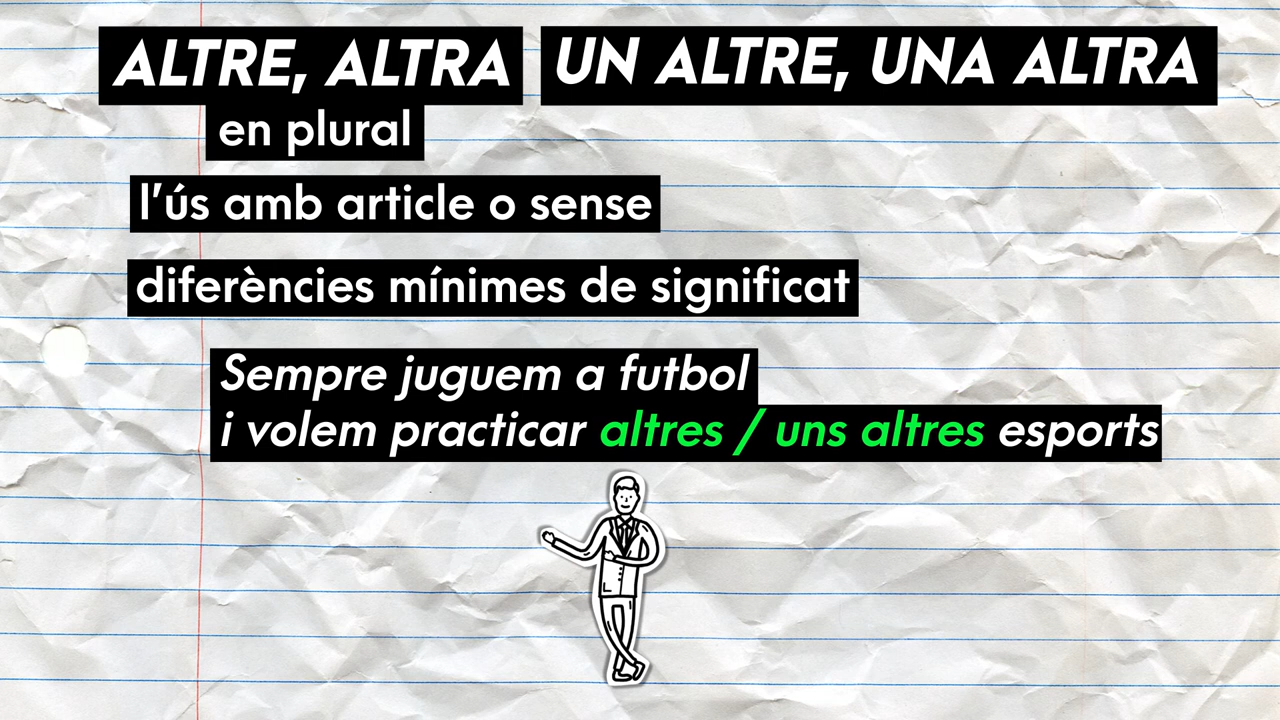 ALTRE, ALTRA UN ALTRE, UNA ALTRA
en plural
l'ús amb article o sense
diferències mínimes de significat
Sempre juguem a futbol
i volem practicar altres / uns altres esports